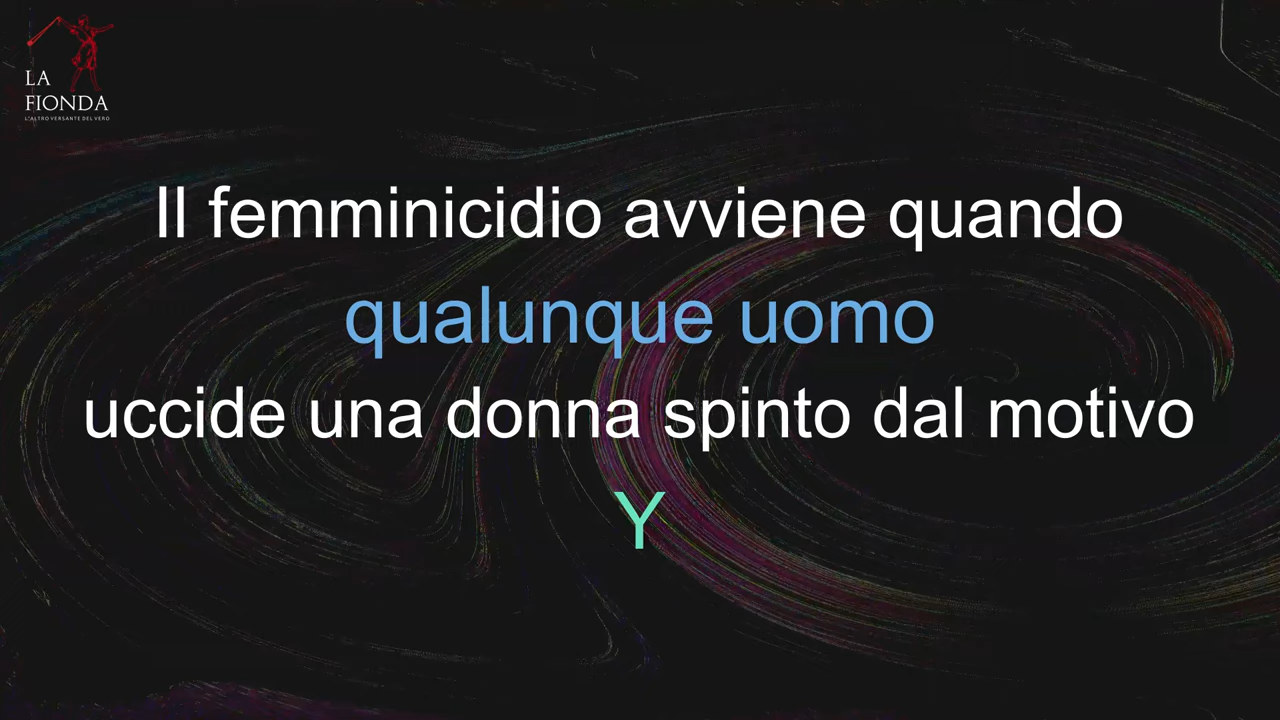 LA
FIONDA
L'ALTRO VERSANTE DEL VERO
Il femminicidio avviene quando
qualunque uomo
uccide una donna spinto dal motivo
Y